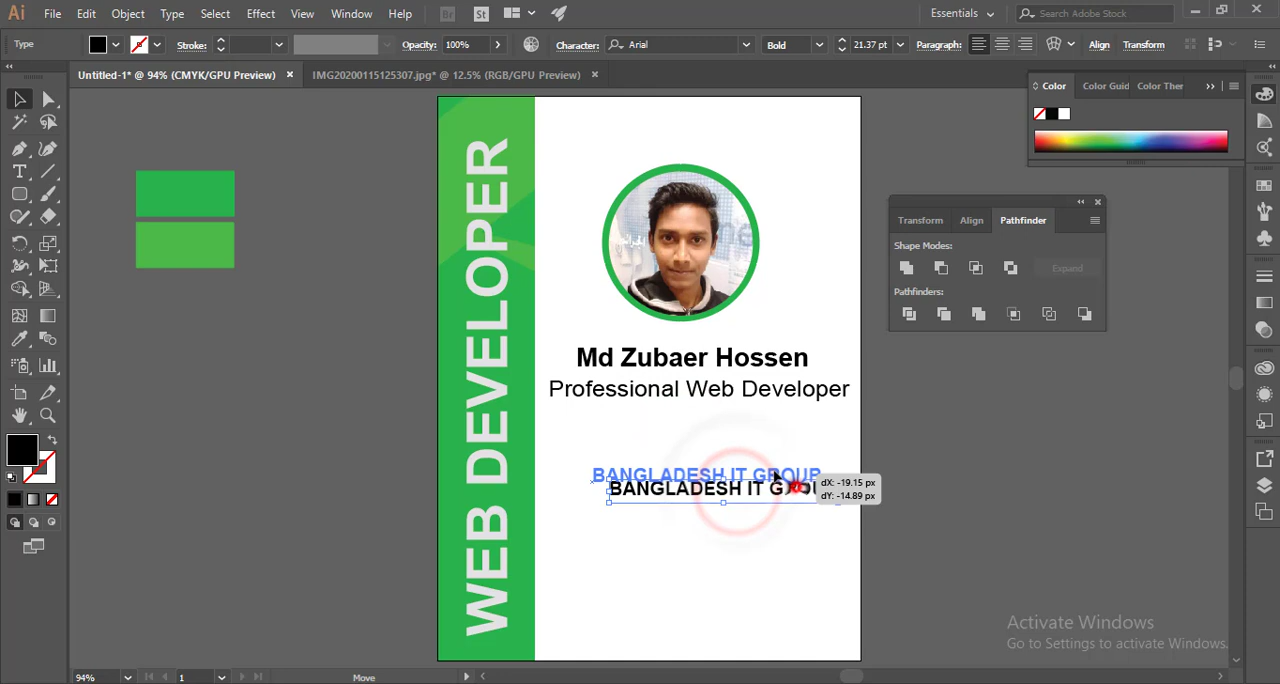 Ai File Edit Object Type Select Effect View Window Help Br St Essentials Search Adobe Stock
Type Stroke: Opacity: 100% Character: Arial Bold 21.37 pt Paragraph: Align Transform
Untitled-1* @ 94% (CMYK/GPU Preview) × IMG20200115125307.jpg* @ 12.5% (RGB/GPU Preview) ×
Color Color Guid Color Ther
WEB DEVELOPER
Transform Align Pathfinder
Shape Modes:
Expand
Pathfinders:
Md Zubaer Hossen
Professional Web Developer
BANGLADESH IT GROUP
BANGLADESH IT
dX: -19.15 px
dY: -14.89 px
Activate Windows
Go to Settings to activate Windows.
94% 1 Move